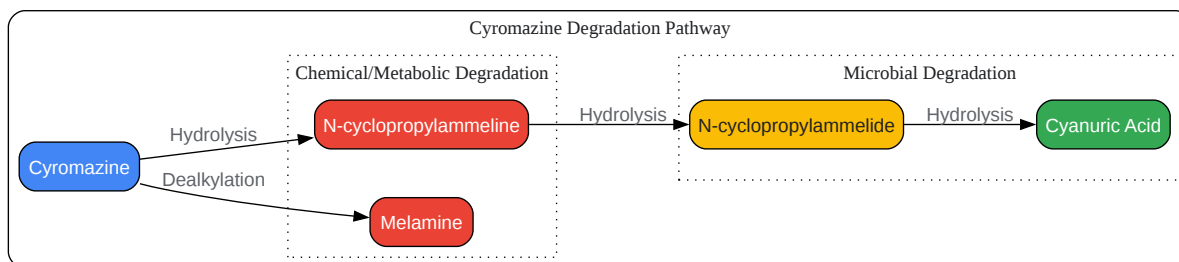 Cyromazine Degradation Pathway
Chemical/Metabolic Degradation
Microbial Degradation
Cyromazine
Hydrolysis
N-cyclopropylammeline
Hydrolysis
N-cyclopropylammelide
Hydrolysis
Cyanuric Acid
Dealkylation
Melamine